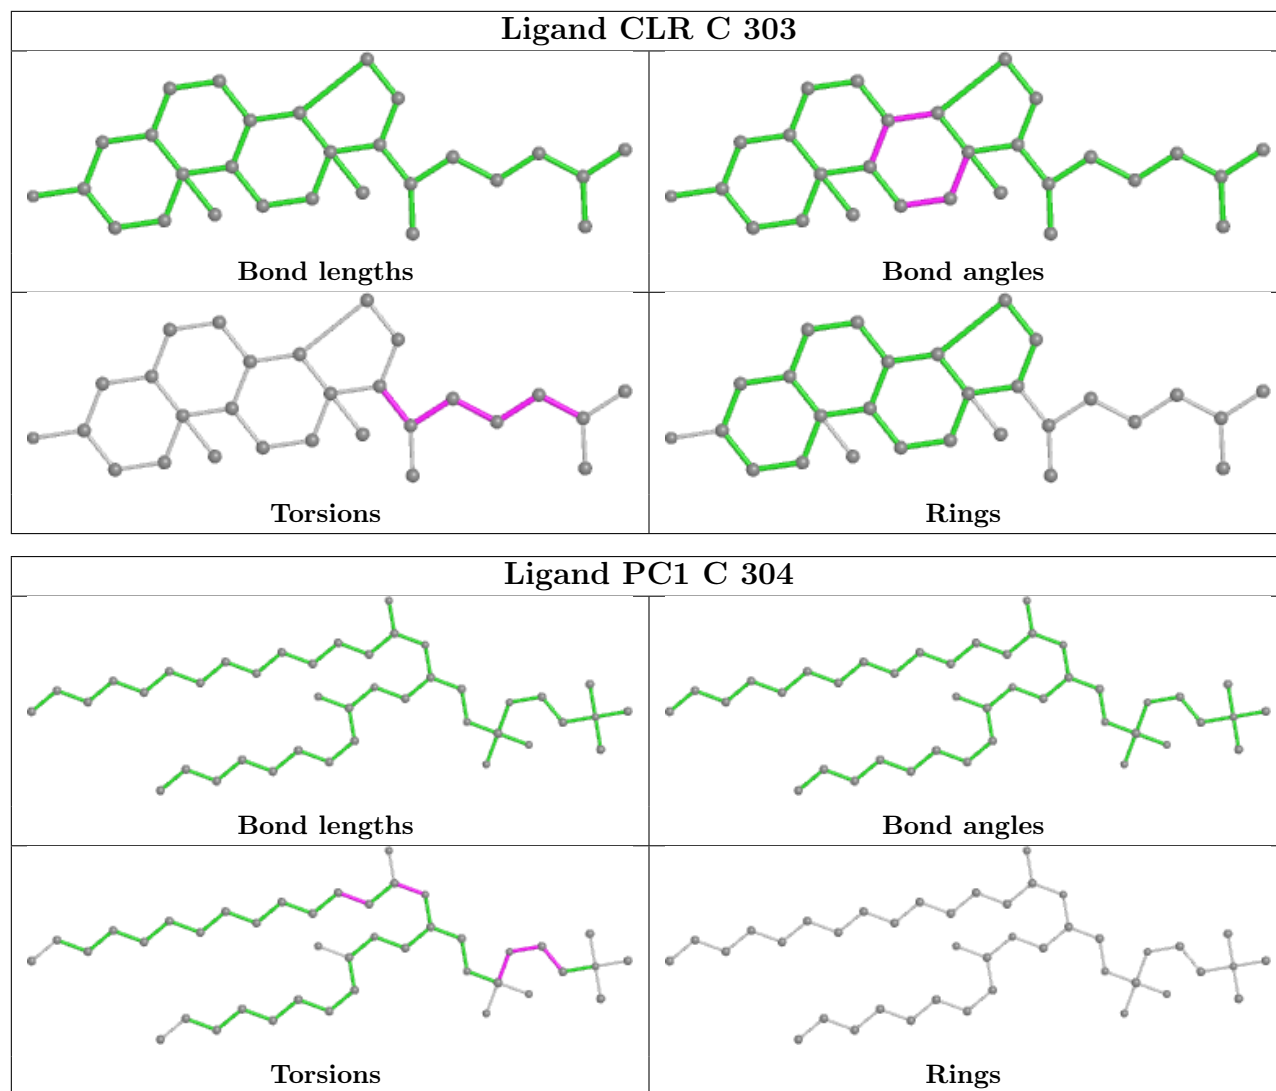 Ligand CLR C 303
Bond lengths
Bond angles
Torsions
Rings
Ligand PC1 C 304
Bond lengths
Bond angles
Torsions
Rings